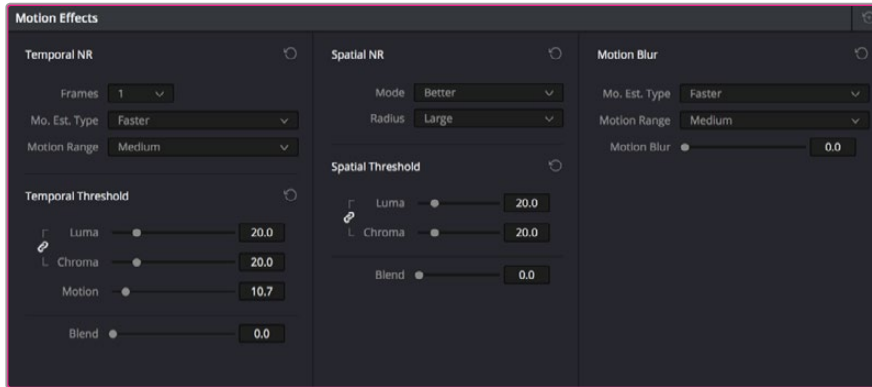 Motion Effects
Temporal NR
Frames 1
Mo. Est. Type Faster
Motion Range Medium
Temporal Threshold
Luma 20.0
Chroma 20.0
Motion 10.7
Blend 0.0
Spatial NR
Mode Better
Radius Large
Spatial Threshold
Luma 20.0
Chroma 20.0
Blend 0.0
Motion Blur
Mo. Est. Type Faster
Motion Range Medium
Motion Blur 0.0